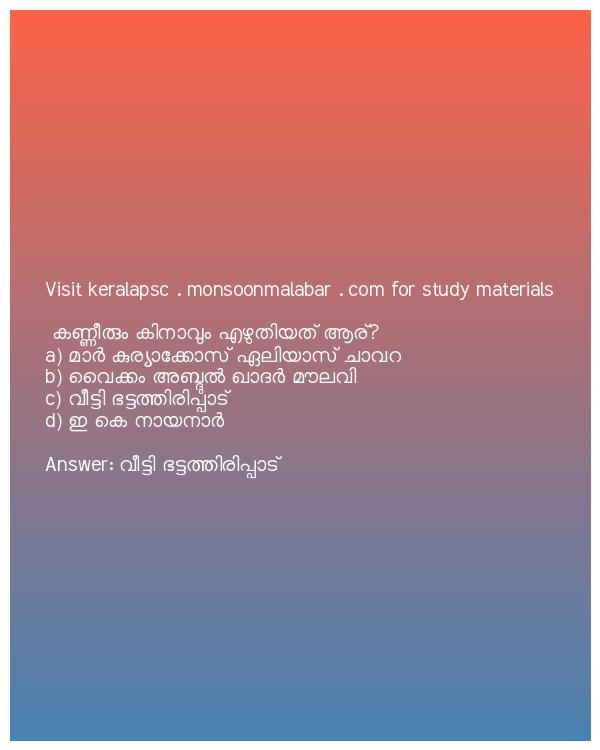 Visit keralapsc . monsoonmalabar . com for study materials
കണ്ണീരും കിനാവും എഴുതിയത് ആര്?
a) മാർ കുര്യാക്കോസ് ഏലിയാസ് ചാവറ
b) വൈക്കം അബ്ദുൽ ഖാദർ മൗലവി
c) വീട്ടി ഭട്ടത്തിരിപ്പാട്
d) ഇ കെ നായനാർ
Answer: വീട്ടി ഭട്ടത്തിരിപ്പാട്